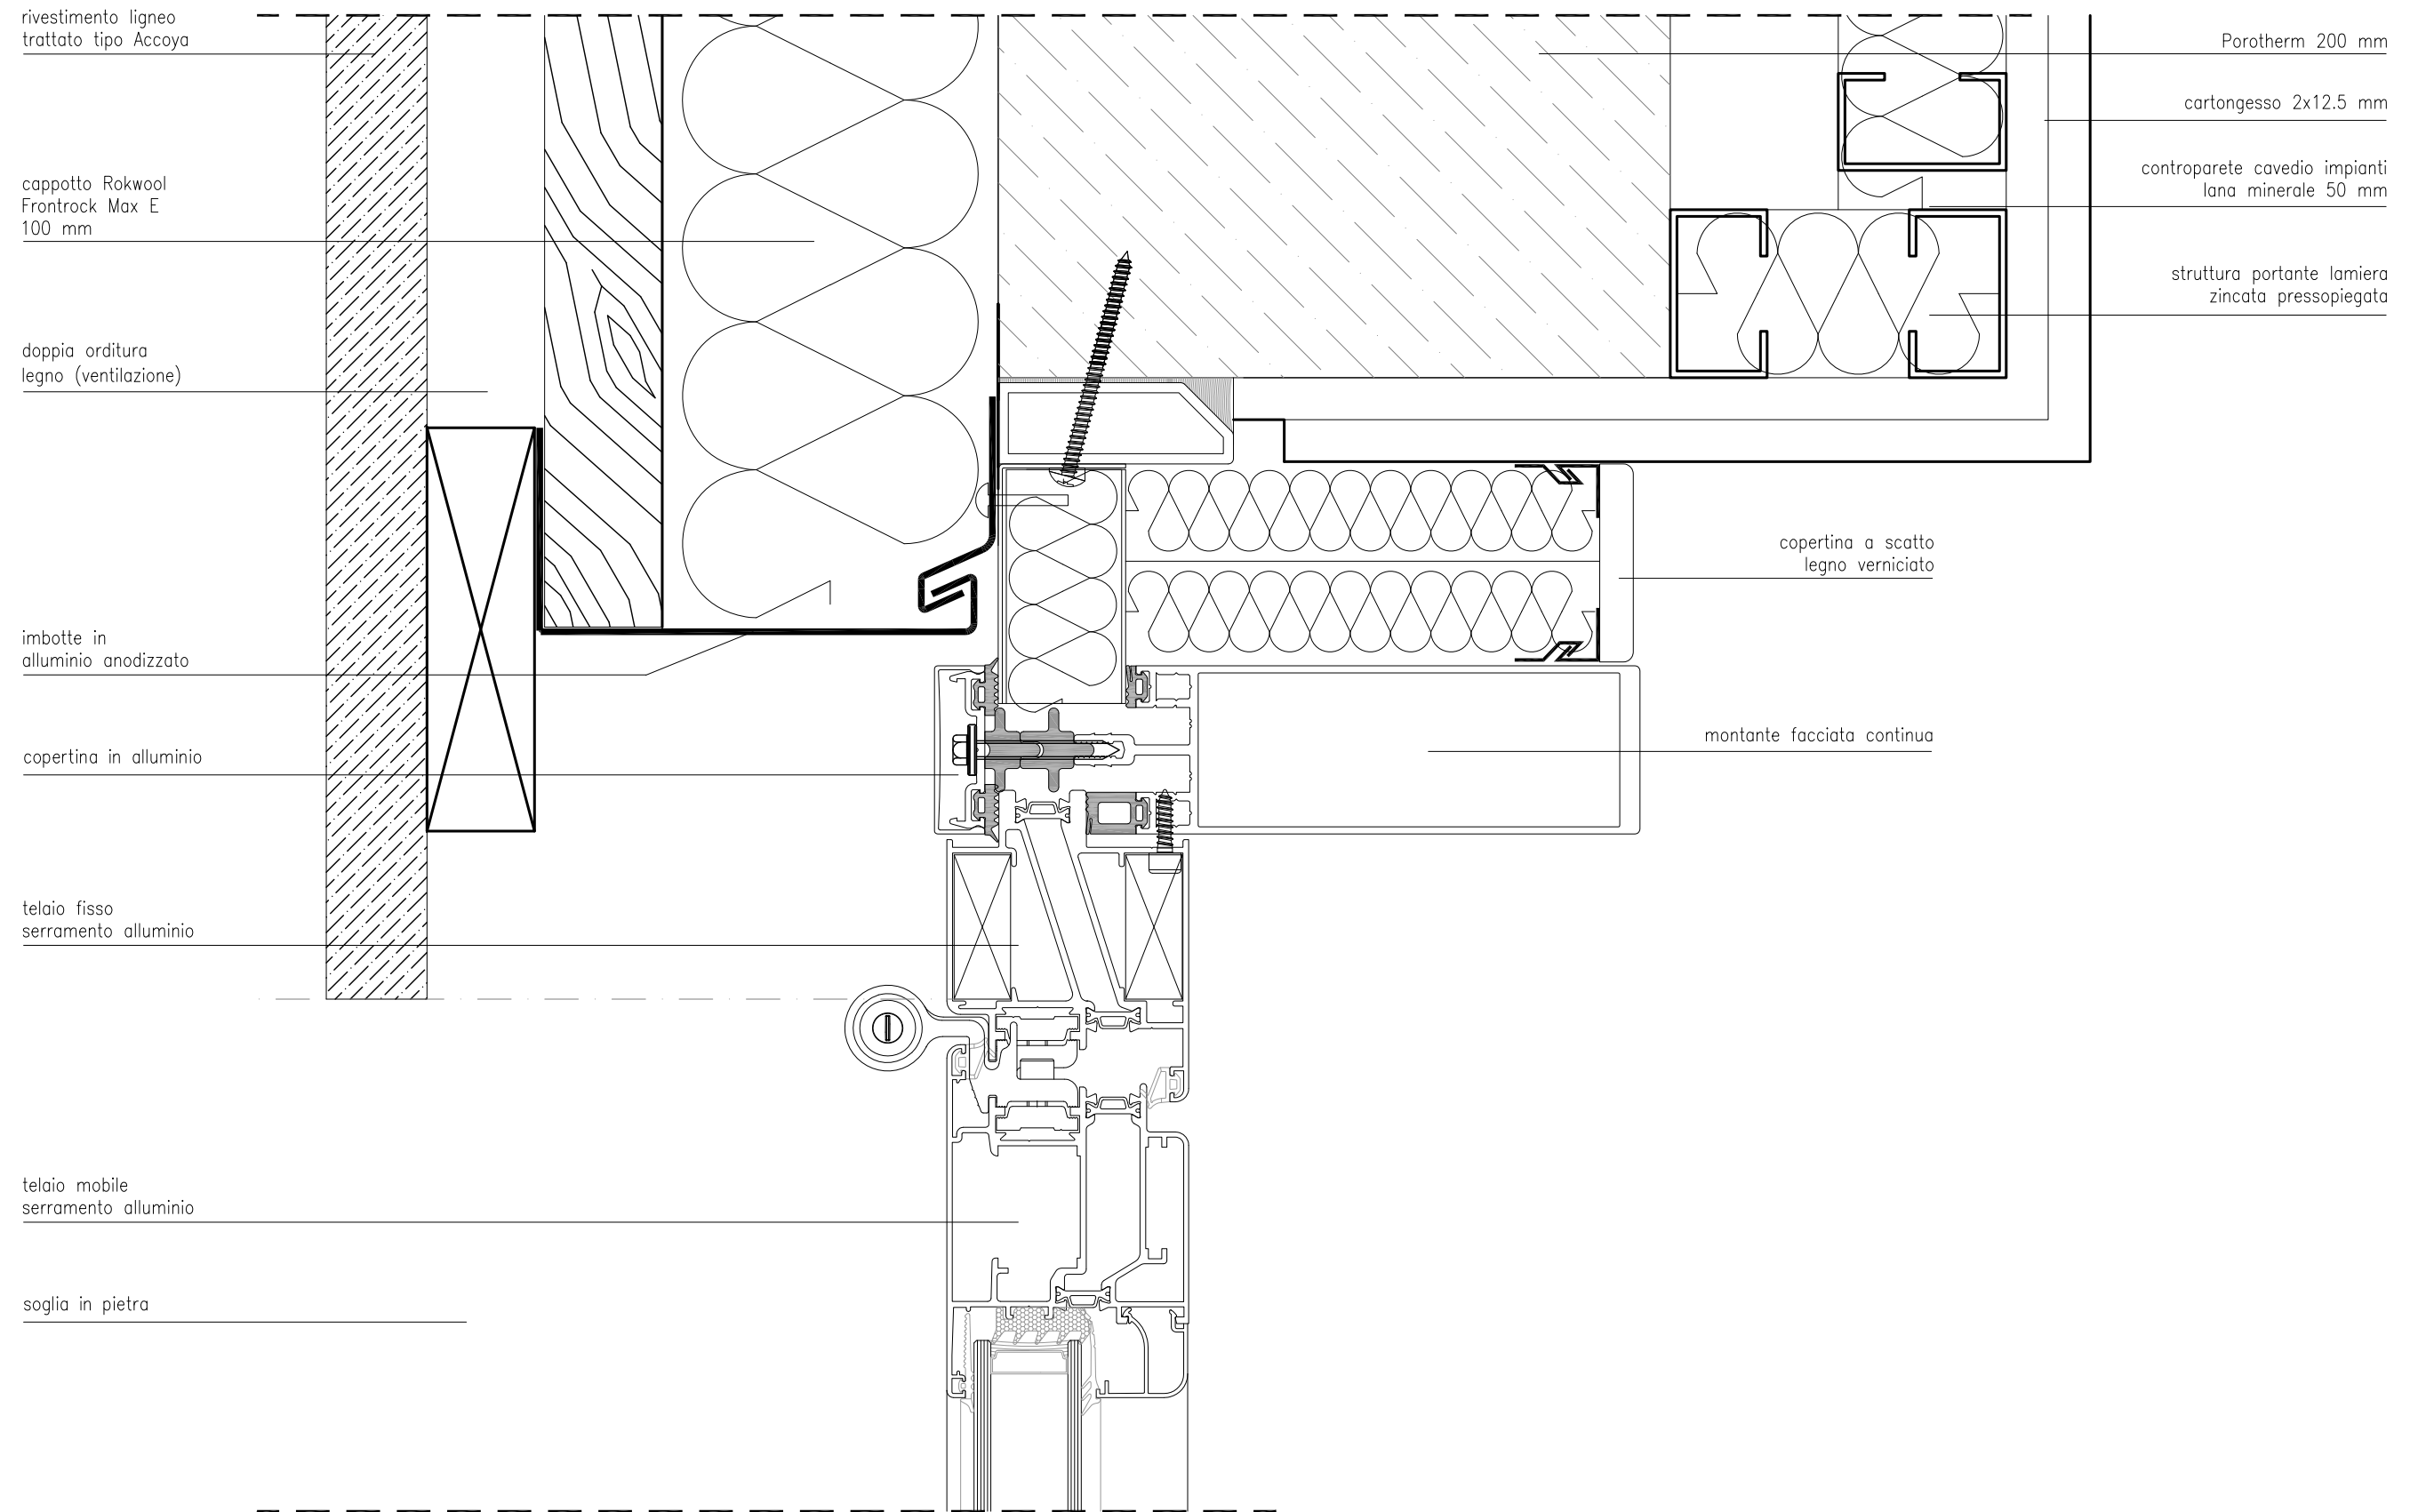 rivestimento ligneo
trattato tipo Accoya
cappotto Rokwool
Frontrock Max E
100 mm
doppia orditura
legno (ventilazione)
imbotte in
alluminio anodizzato
copertina in alluminio
telaio fisso
serramento alluminio
telaio mobile
serramento alluminio
soglia in pietra
Porotherm 200 mm
cartongesso 2x12.5 mm
controparete cavedio impianti
lana minerale 50 mm
struttura portante lamiera
zincata pressopiegata
copertina a scatto
legno verniciato
montante facciata continua